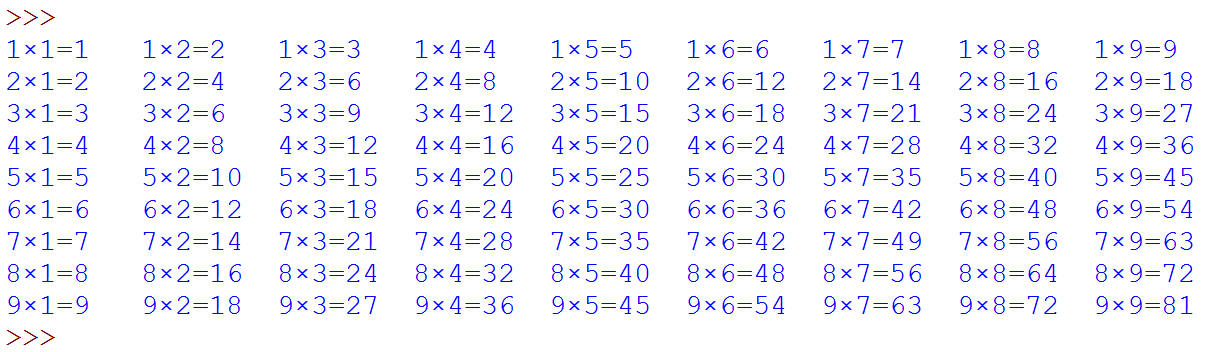 >>>
1×1=1 1×2=2 1×3=3 1×4=4 1×5=5 1×6=6 1×7=7 1×8=8 1×9=9
2×1=2 2×2=4 2×3=6 2×4=8 2×5=10 2×6=12 2×7=14 2×8=16 2×9=18
3×1=3 3×2=6 3×3=9 3×4=12 3×5=15 3×6=18 3×7=21 3×8=24 3×9=27
4×1=4 4×2=8 4×3=12 4×4=16 4×5=20 4×6=24 4×7=28 4×8=32 4×9=36
5×1=5 5×2=10 5×3=15 5×4=20 5×5=25 5×6=30 5×7=35 5×8=40 5×9=45
6×1=6 6×2=12 6×3=18 6×4=24 6×5=30 6×6=36 6×7=42 6×8=48 6×9=54
7×1=7 7×2=14 7×3=21 7×4=28 7×5=35 7×6=42 7×7=49 7×8=56 7×9=63
8×1=8 8×2=16 8×3=24 8×4=32 8×5=40 8×6=48 8×7=56 8×8=64 8×9=72
9×1=9 9×2=18 9×3=27 9×4=36 9×5=45 9×6=54 9×7=63 9×8=72 9×9=81
>>>